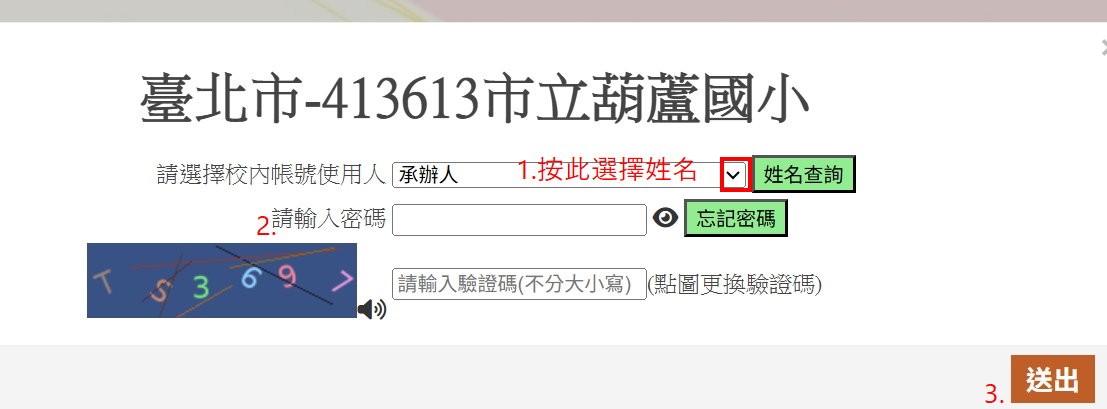 臺北市-413613市立葫蘆國小
請選擇校內帳號使用人 承辦人 1.按此選擇姓名 姓名查詢
2.請輸入密碼 忘記密碼
TS3697 請輸入驗證碼(不分大小寫) (點圖更換驗證碼)
3. 送出